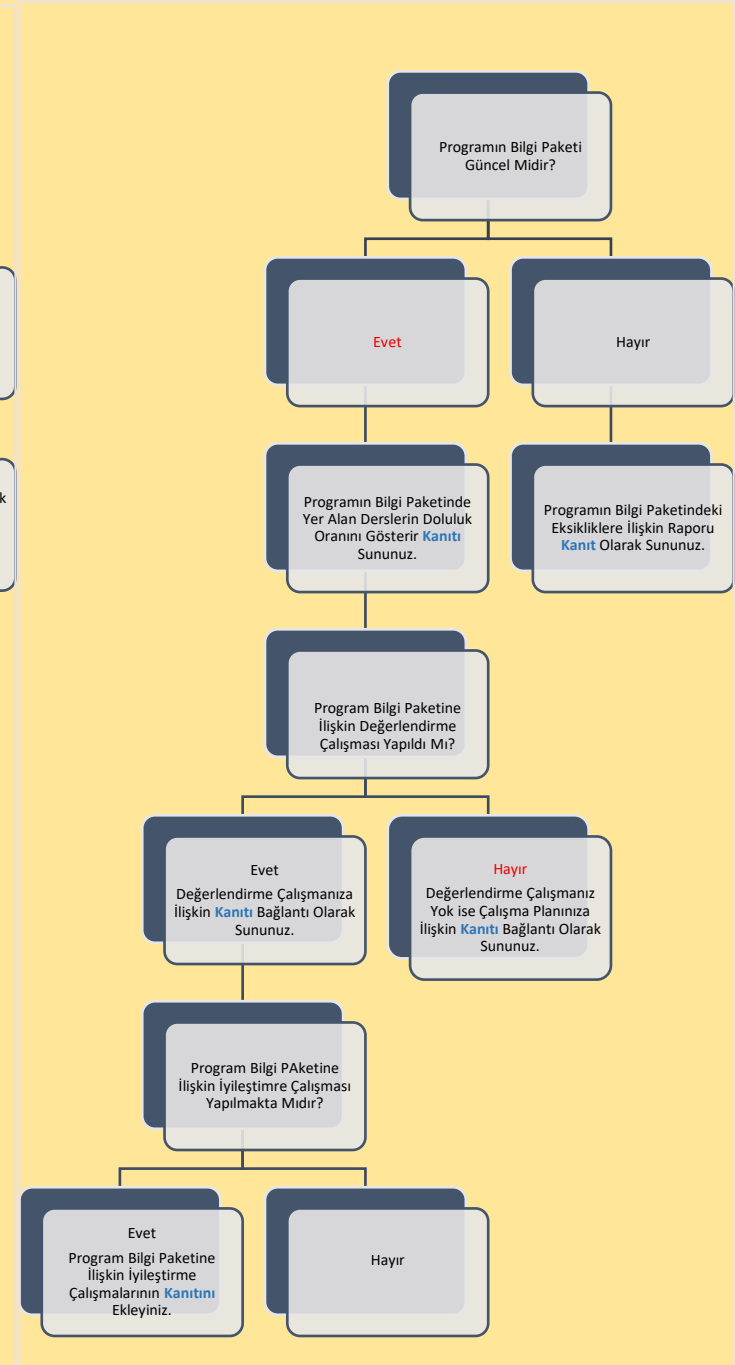 Programın Bilgi Paketi
Güncel Midir?
Evet
Hayır
Programın Bilgi Paketinde
Yer Alan Derslerin Doluluk
Oranını Gösterir Kanıtı
Sununuz.
Programın Bilgi Paketindeki
Eksikliklere İlişkin Raporu
Kanıt Olarak Sununuz.
k
Program Bilgi Paketine
İlişkin Değerlendirme
Çalışması Yapıldı Mı?
Evet
Değerlendirme Çalışmanıza
İlişkin Kanıtı Bağlantı Olarak
Sununuz.
Hayır
Değerlendirme Çalışmanız
Yok ise Çalışma Planınıza
İlişkin Kanıtı Bağlantı Olarak
Sununuz.
Program Bilgi PAketine
İlişkin İyileştimre Çalışması
Yapılmakta Mıdır?
Evet
Program Bilgi Paketine
İlişkin İyileştirme
Çalışmalarının Kanıtını
Ekleyiniz.
Hayır